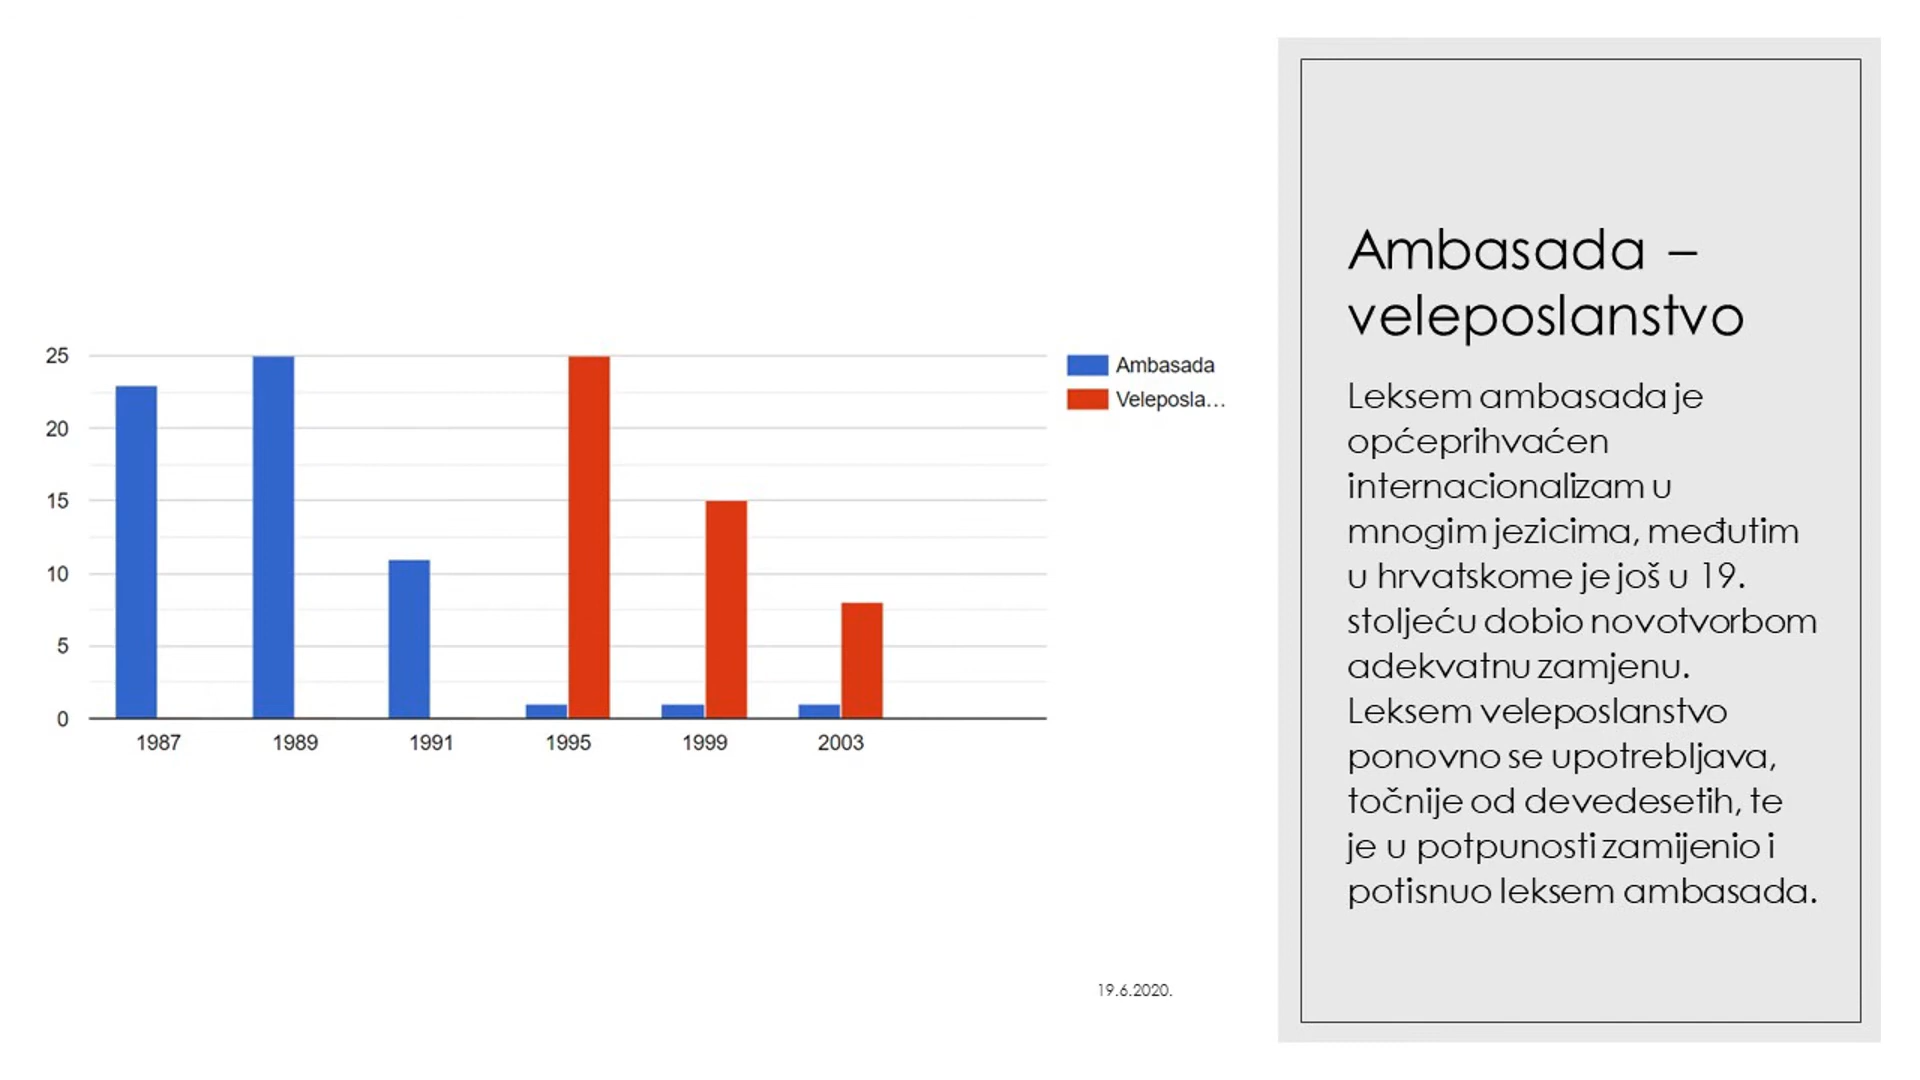 25
20
15
10
5
0
1987 1989 1991 1995 1999 2003
Ambasada
Veleposla...
19.6.2020.
Ambasada –
veleposlanstvo
Leksem ambasada je
općeprihvaćen
internacionalizam u
mnogim jezicima, međutim
u hrvatskome je još u 19.
stoljeću dobio novotvorbom
adekvatnu zamjenu.
Leksem veleposlanstvo
ponovno se upotrebljava,
točnije od devedesetih, te
je u potpunosti zamijenio i
potisnuo leksem ambasada.